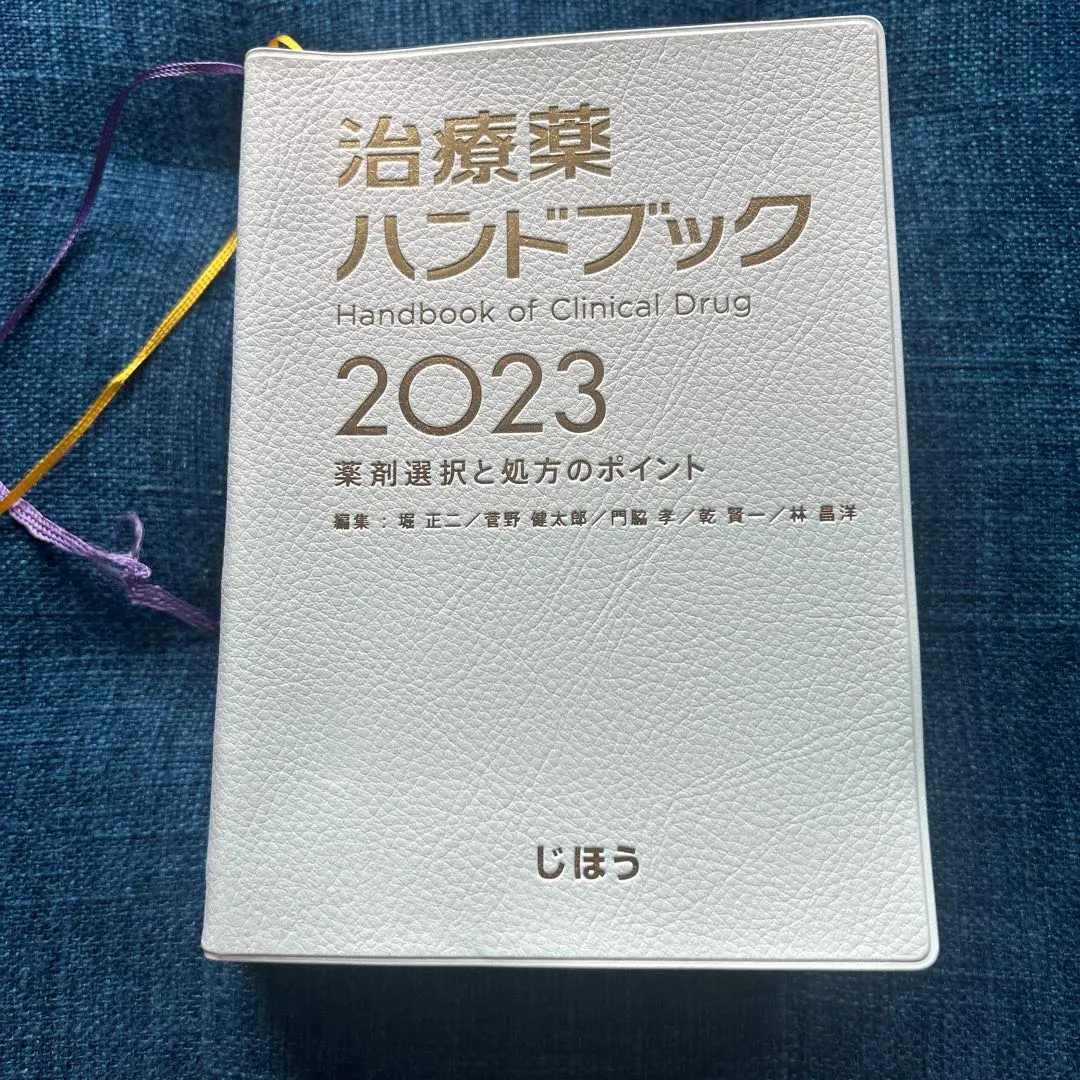 治療薬
ハンドブック
Handbook of Clinical Drug
2023
薬剤選択と処方のポイント
編集：堀 正二／菅野 健太郎／門脇 孝／乾 賢一／林 昌洋
じほう